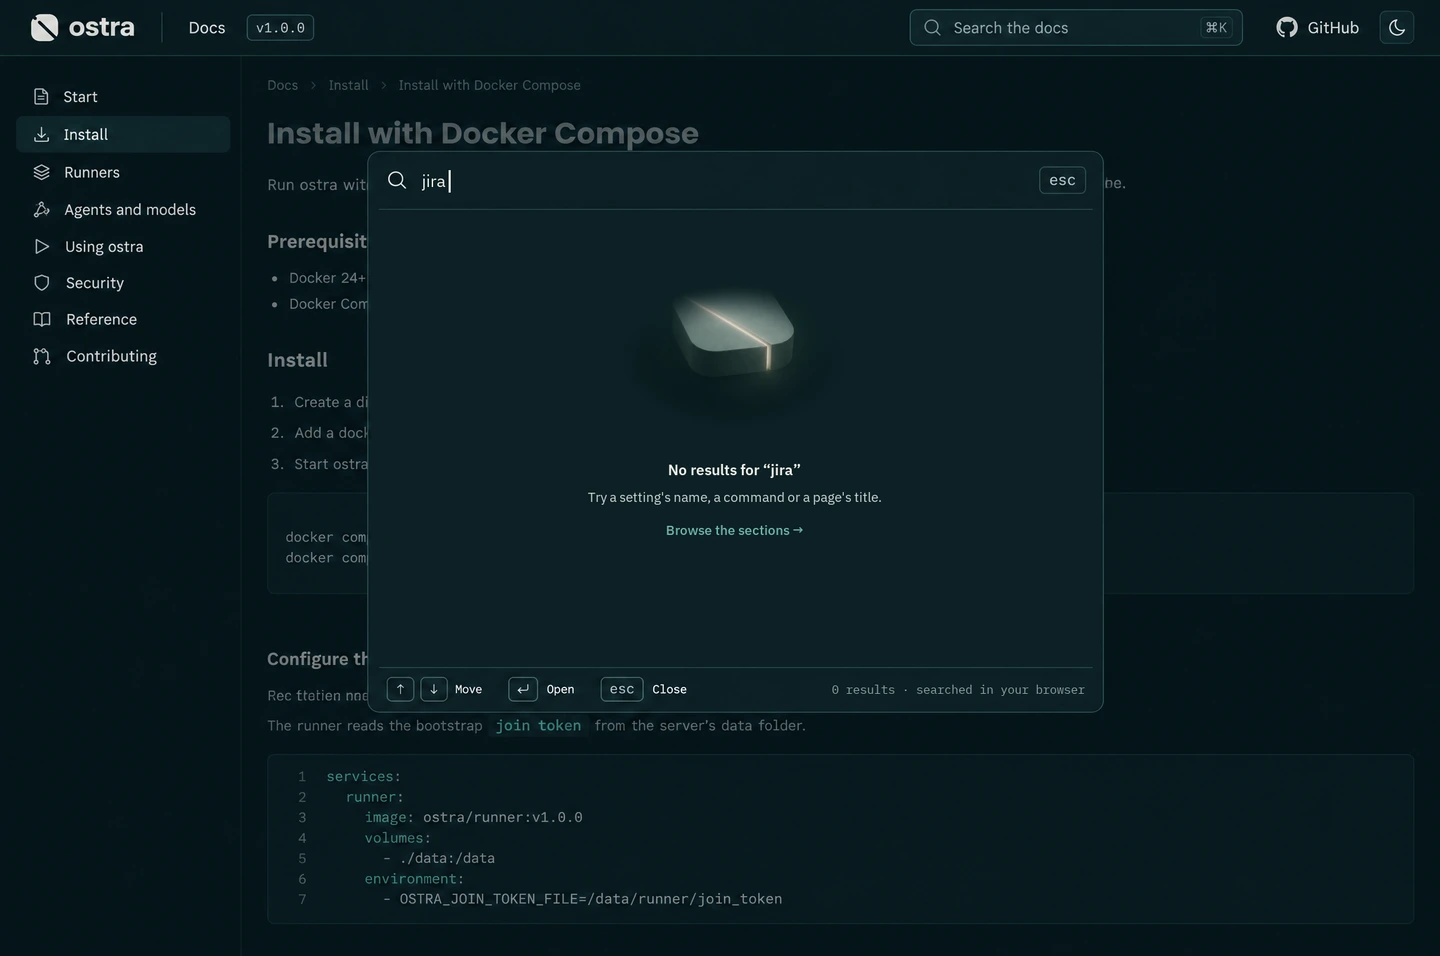 ostra
Docs
v1.0.0
Search the docs
⌘K
GitHub
Start
Install
Runners
Agents and models
Using ostra
Security
Reference
Contributing
Docs > Install > Install with Docker Compose
Install with Docker Compose
Run ostra wit
be.
jira
esc
Prerequisit
Docker 24+
Docker Com
Install
1. Create a di
2. Add a dock
3. Start ostra
docker com
docker comp
No results for “jira”
Try a setting's name, a command or a page's title.
Browse the sections →
↑ ↓ Move ↵ Open esc Close
0 results · searched in your browser
Configure th
The runner reads the bootstrap join token from the server's data folder.
1 services:
2 runner:
3 image: ostra/runner:v1.0.0
4 volumes:
5 - ./data:/data
6 environment:
7 - OSTRA_JOIN_TOKEN_FILE=/data/runner/join_token